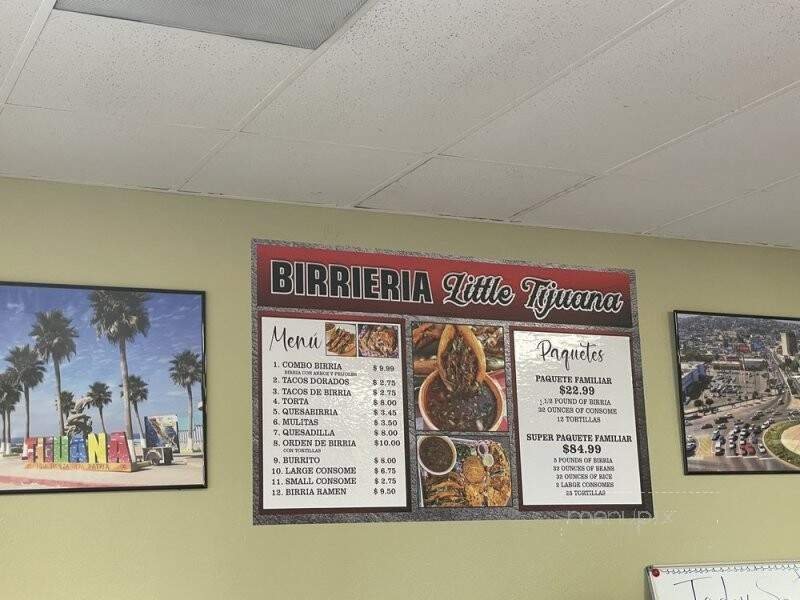 BIRRIERIA Little Tijuana
Menú
1. COMBO BIRRIA $ 9.99
BIRRIA CON ARROZ Y FRIJOLES
2. TACOS DORADOS $ 2.75
3. TACOS DE BIRRIA $ 2.75
4. TORTA $ 8.00
5. QUESABIRRIA $ 3.45
6. MULITAS $ 3.50
7. QUESADILLA $ 8.00
8. ORDEN DE BIRRIA $10.00
CON TORTILLAS
9. BURRITO $ 8.00
10. LARGE CONSOME $ 6.75
11. SMALL CONSOME $ 2.75
12. BIRRIA RAMEN $ 9.50
Paquetes
PAQUETE FAMILIAR
$22.99
1/2 POUND OF BIRRIA
32 OUNCES OF CONSOME
12 TORTILLAS
SUPER PAQUETE FAMILIAR
$84.99
3 POUNDS OF BIRRIA
32 OUNCES OF BEANS
32 OUNCES OF RICE
2 LARGE CONSOMES
25 TORTILLAS
TIJUANA
menupix
Today